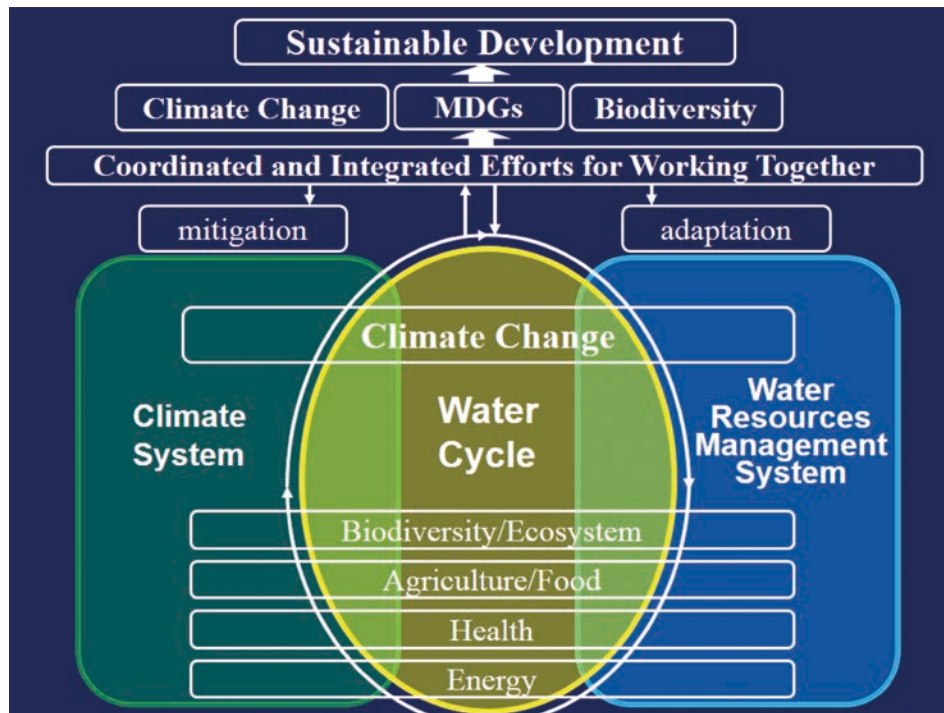 Sustainable Development
Climate Change
MDGs
Biodiversity
Coordinated and Integrated Efforts for Working Together
mitigation
adaptation
Climate Change
Climate
System
Water
Cycle
Water
Resources
Management
System
Biodiversity/Ecosystem
Agriculture/Food
Health
Energy